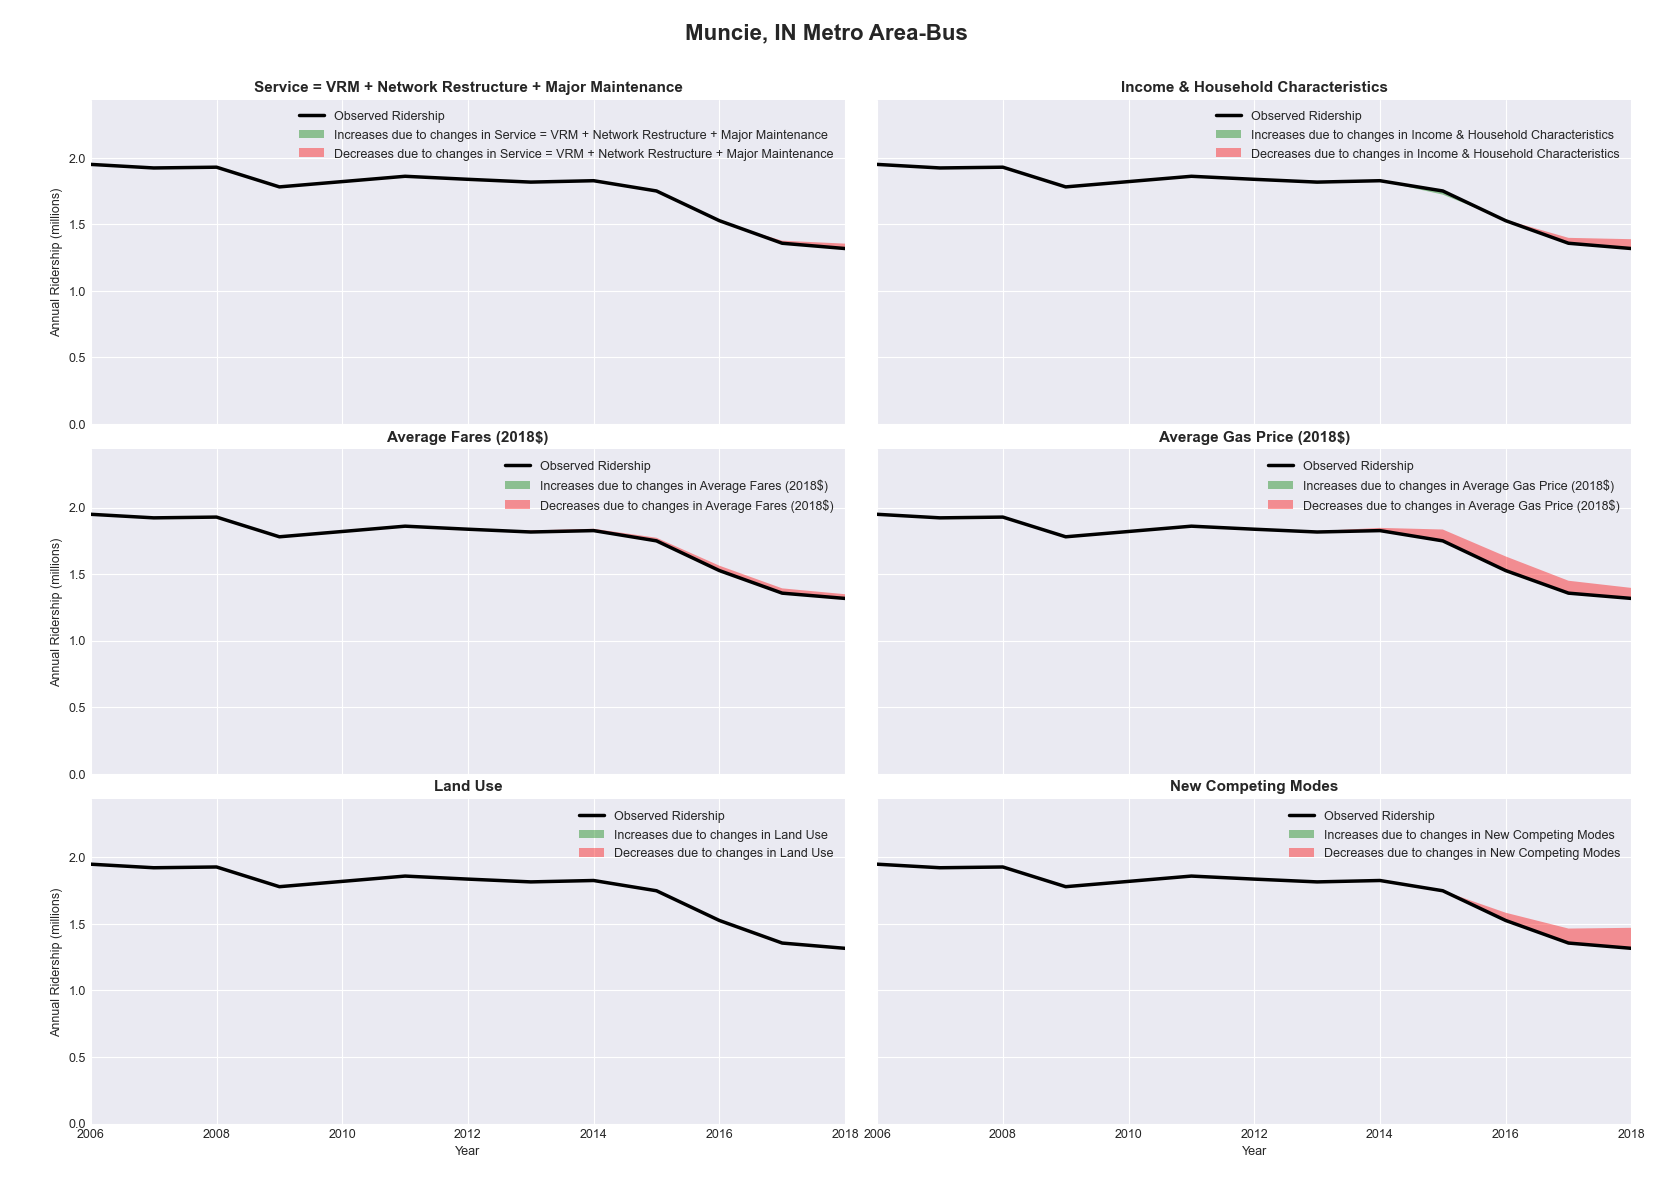 Muncie, IN Metro Area-Bus
Service = VRM + Network Restructure + Major Maintenance
Observed Ridership
Increases due to changes in Service = VRM + Network Restructure + Major Maintenance
Decreases due to changes in Service = VRM + Network Restructure + Major Maintenance
2.0
1.5
1.0
0.5
0.0
Annual Ridership (millions)
Income & Household Characteristics
Observed Ridership
Increases due to changes in Income & Household Characteristics
Decreases due to changes in Income & Household Characteristics
Average Fares (2018$)
Observed Ridership
Increases due to changes in Average Fares (2018$)
Decreases due to changes in Average Fares (2018$)
2.0
1.5
1.0
0.5
0.0
Annual Ridership (millions)
Average Gas Price (2018$)
Observed Ridership
Increases due to changes in Average Gas Price (2018$)
Decreases due to changes in Average Gas Price (2018$)
Land Use
Observed Ridership
Increases due to changes in Land Use
Decreases due to changes in Land Use
2.0
1.5
1.0
0.5
0.0
Annual Ridership (millions)
2006 2008 2010 2012 2014 2016 2018
Year
New Competing Modes
Observed Ridership
Increases due to changes in New Competing Modes
Decreases due to changes in New Competing Modes
2006 2008 2010 2012 2014 2016 2018
Year